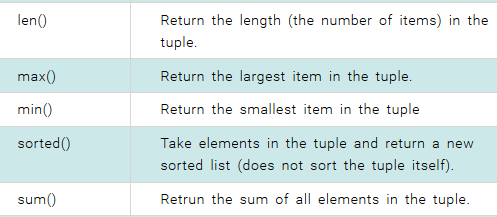 len() Return the length (the number of items) in the
tuple.
max() Return the largest item in the tuple.
min() Return the smallest item in the tuple
sorted() Take elements in the tuple and return a new
sorted list (does not sort the tuple itself).
sum() Retrun the sum of all elements in the tuple.